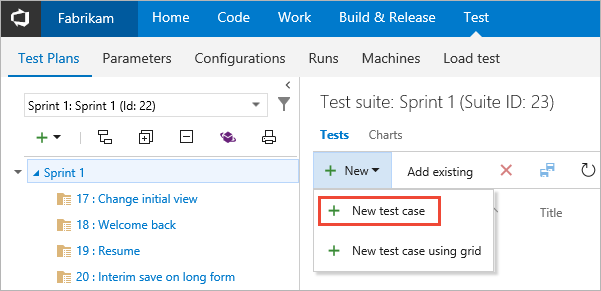 Fabrikam Home Code Work Build & Release Test
Test Plans Parameters Configurations Runs Machines Load test
Sprint 1: Sprint 1 (Id: 22)
Sprint 1
17 : Change initial view
18 : Welcome back
19 : Resume
20 : Interim save on long form
Test suite: Sprint 1 (Suite ID: 23)
Tests Charts
New Add existing
New test case
Title
New test case using grid